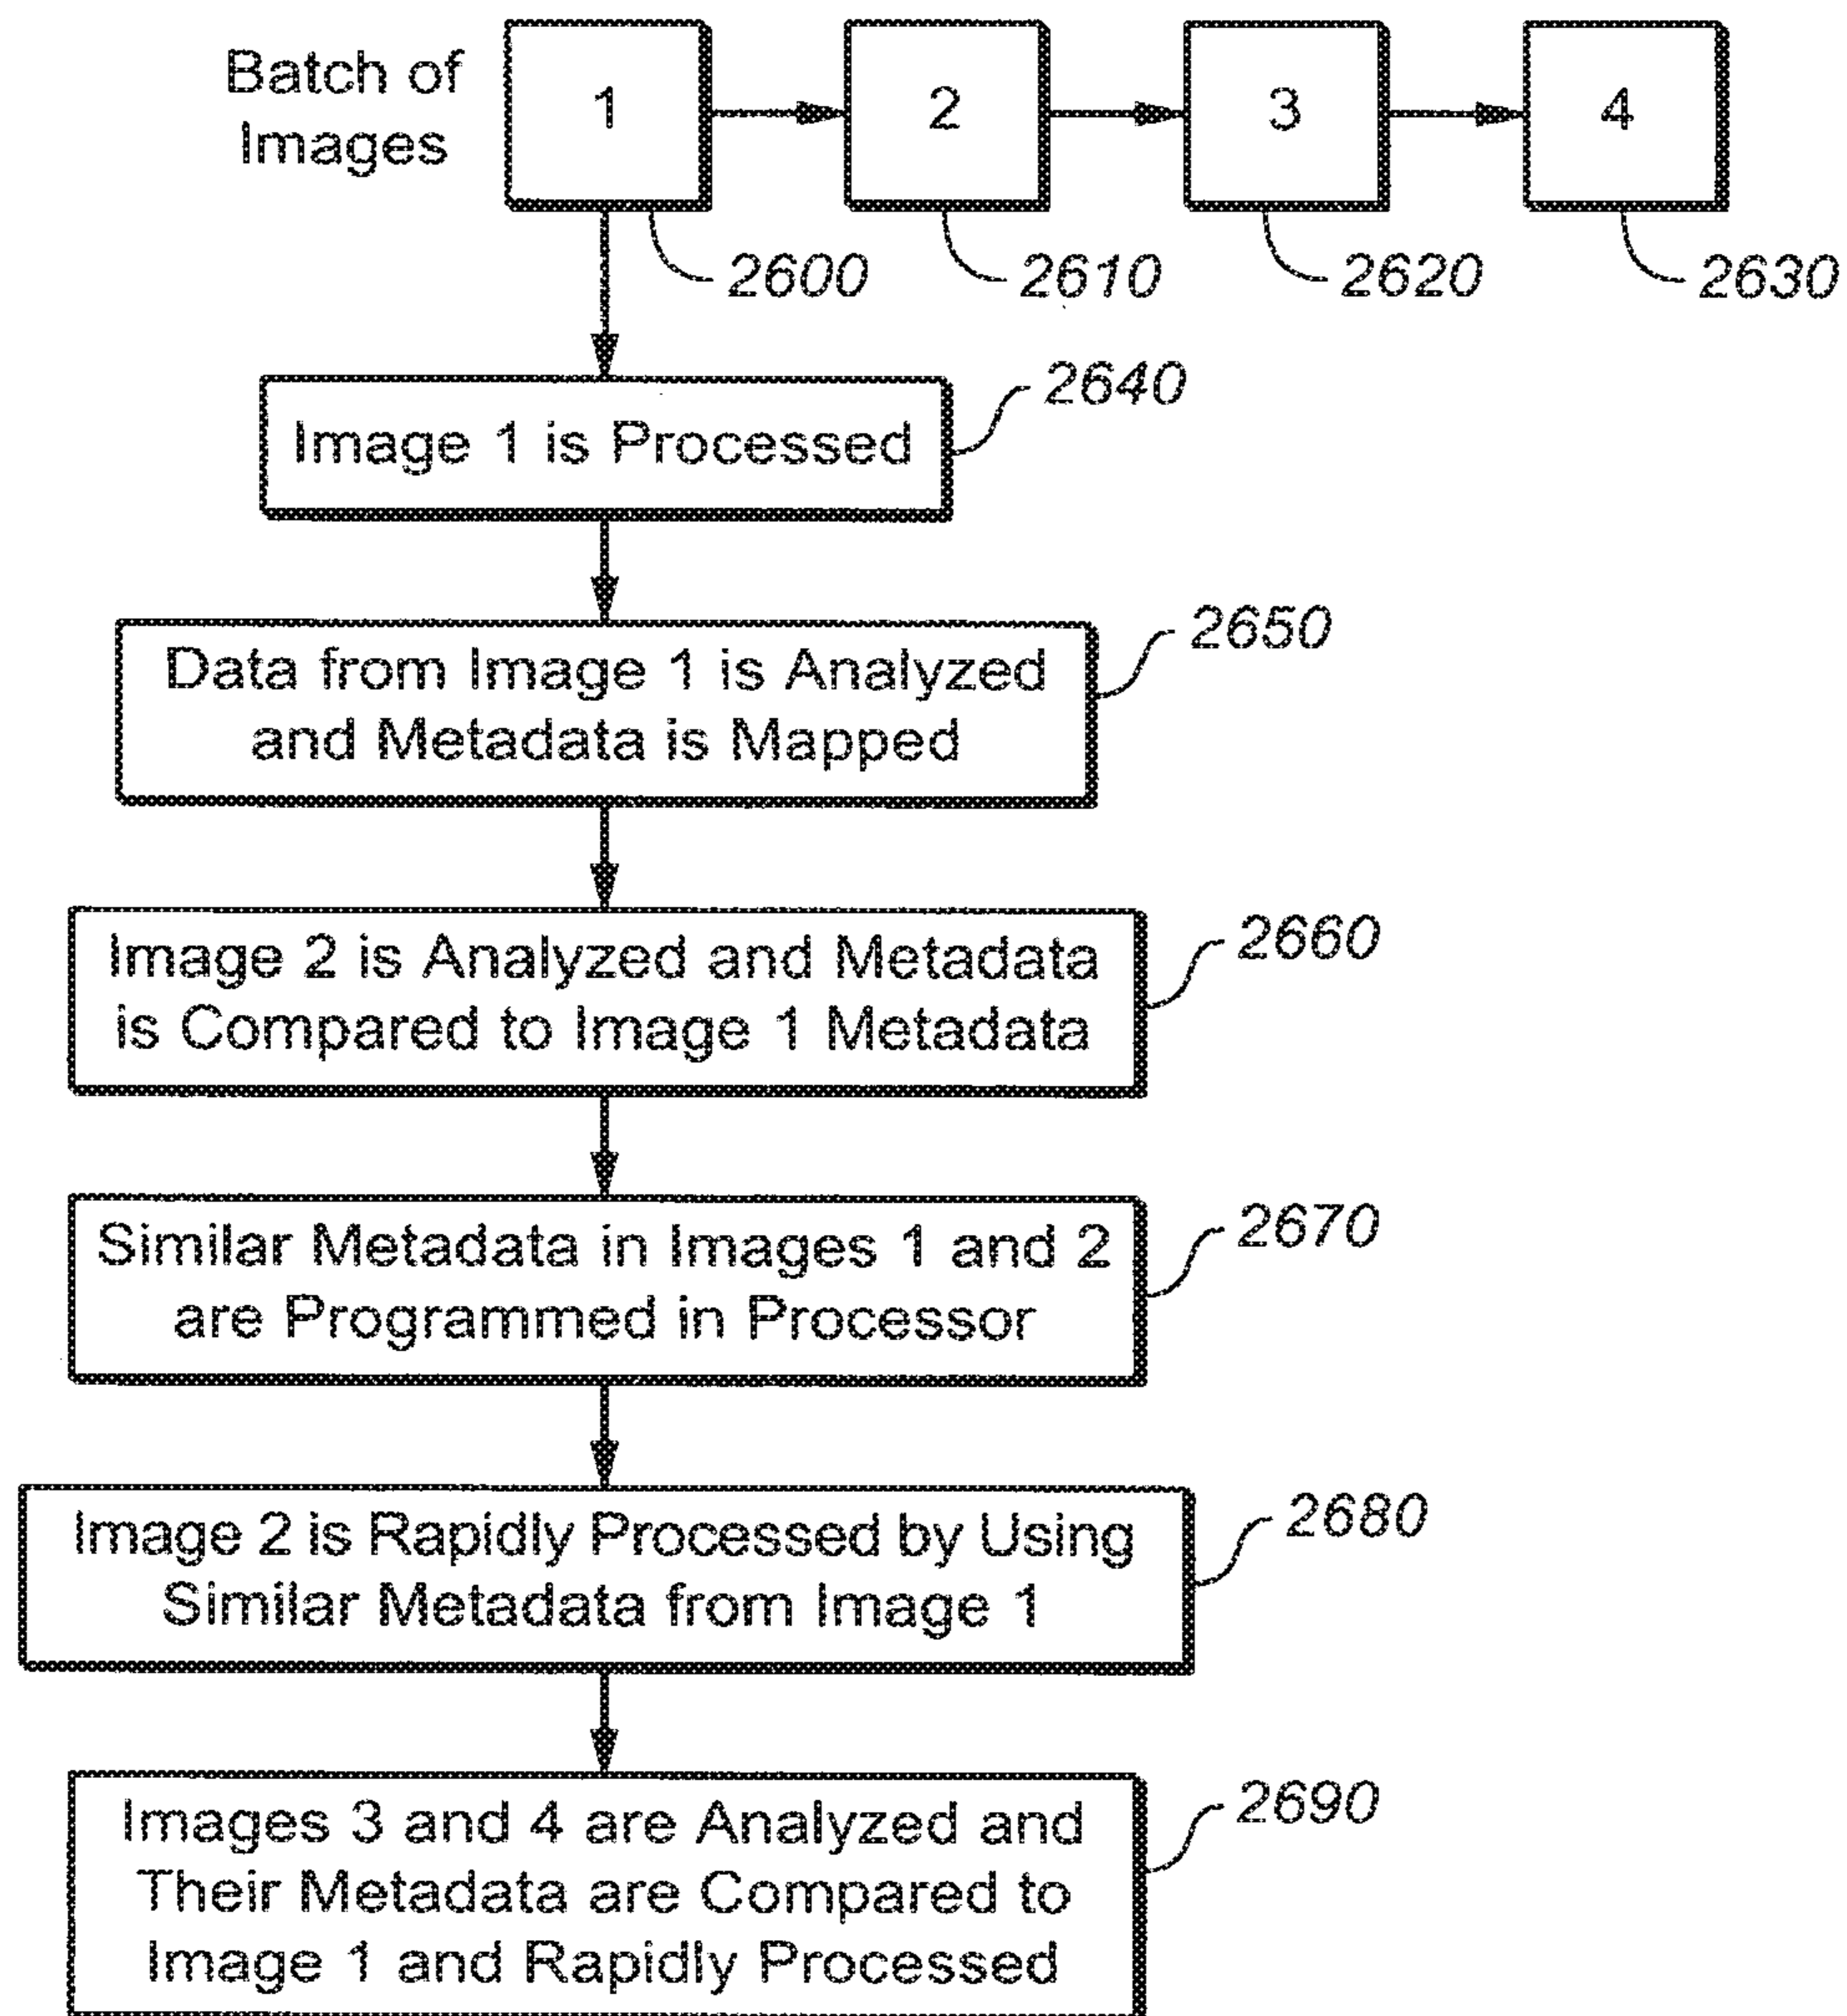 Batch of
Images
1
2
3
4
2600
2610
2620
2630
Image 1 is Processed
2640
Data from Image 1 is Analyzed
and Metadata is Mapped
2650
Image 2 is Analyzed and Metadata
is Compared to Image 1 Metadata
2660
Similar Metadata in Images 1 and 2
are Programmed in Processor
2670
Image 2 is Rapidly Processed by Using
Similar Metadata from Image 1
2680
Images 3 and 4 are Analyzed and
Their Metadata are Compared to
Image 1 and Rapidly Processed
2690